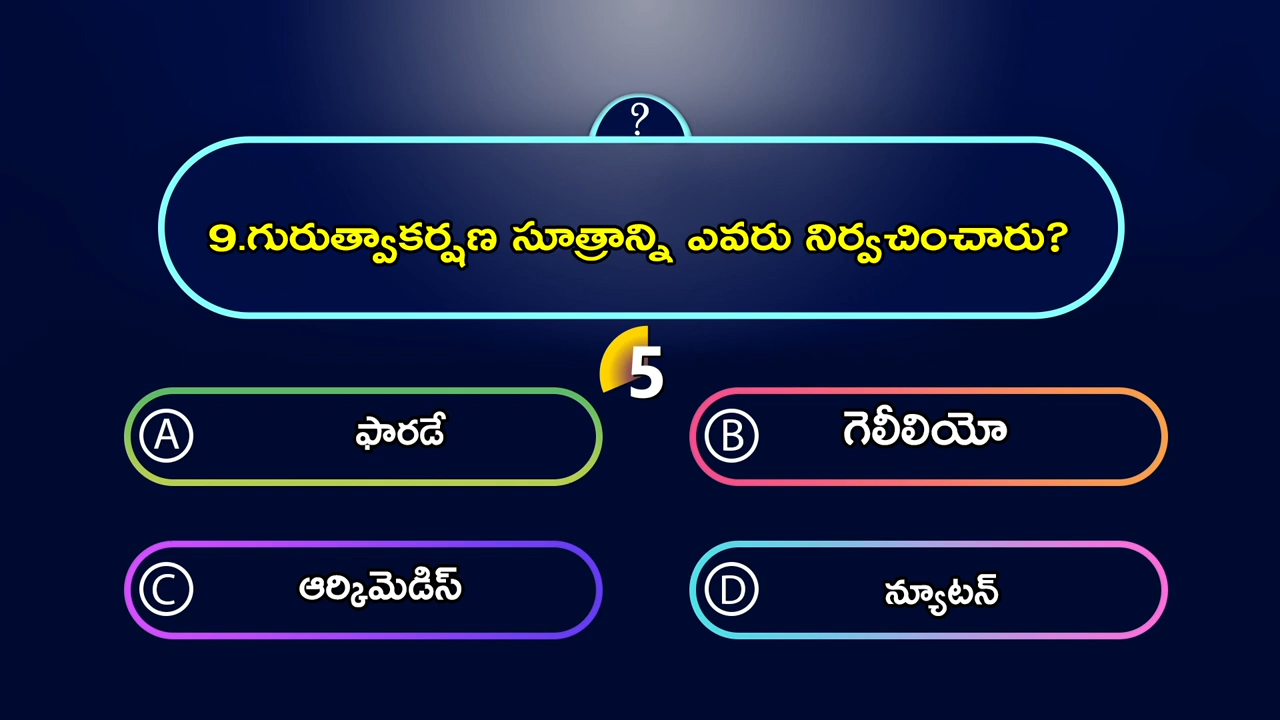 ?
9.గురుత్వాకర్షణ సూత్రాన్ని ఎవరు నిర్వచించారు?
5
A ఫారడే
B గెలీలియో
C ఆర్కిమెడిస్
D న్యూటన్